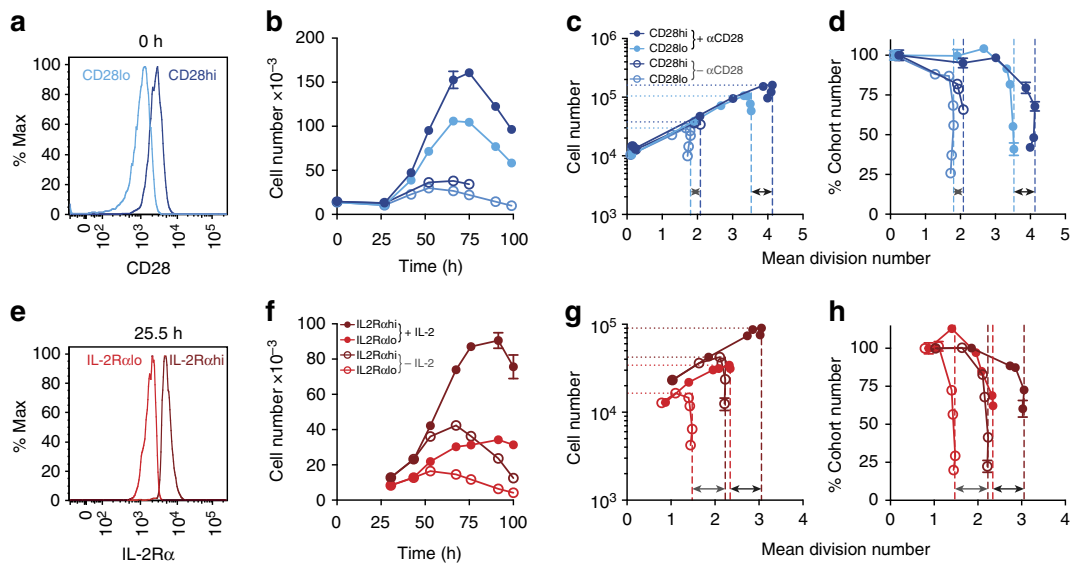 a
0 h
CD28lo
CD28hi
100
80
60
40
20
0
% Max
0 10² 10³ 10⁴ 10⁵
CD28
b
200
150
100
50
0
Cell number ×10⁻³
0 25 50 75 100
Time (h)
c
CD28hi
CD28lo
+ αCD28
CD28hi
CD28lo
− αCD28
10⁶
10⁵
10⁴
10³
Cell number
0 1 2 3 4 5
d
100
75
50
25
0
% Cohort number
0 1 2 3 4 5
Mean division number
e
25.5 h
IL-2Rαlo
IL-2Rαhi
100
80
60
40
20
0
% Max
0 10² 10³ 10⁴ 10⁵
IL-2Rα
f
IL2Rαhi
IL2Rαlo
+ IL-2
IL2Rαhi
IL2Rαlo
− IL-2
100
80
60
40
20
0
Cell number ×10⁻³
0 25 50 75 100
Time (h)
g
10⁵
10⁴
10³
Cell number
0 1 2 3 4
h
100
75
50
25
0
% Cohort number
0 1 2 3 4
Mean division number